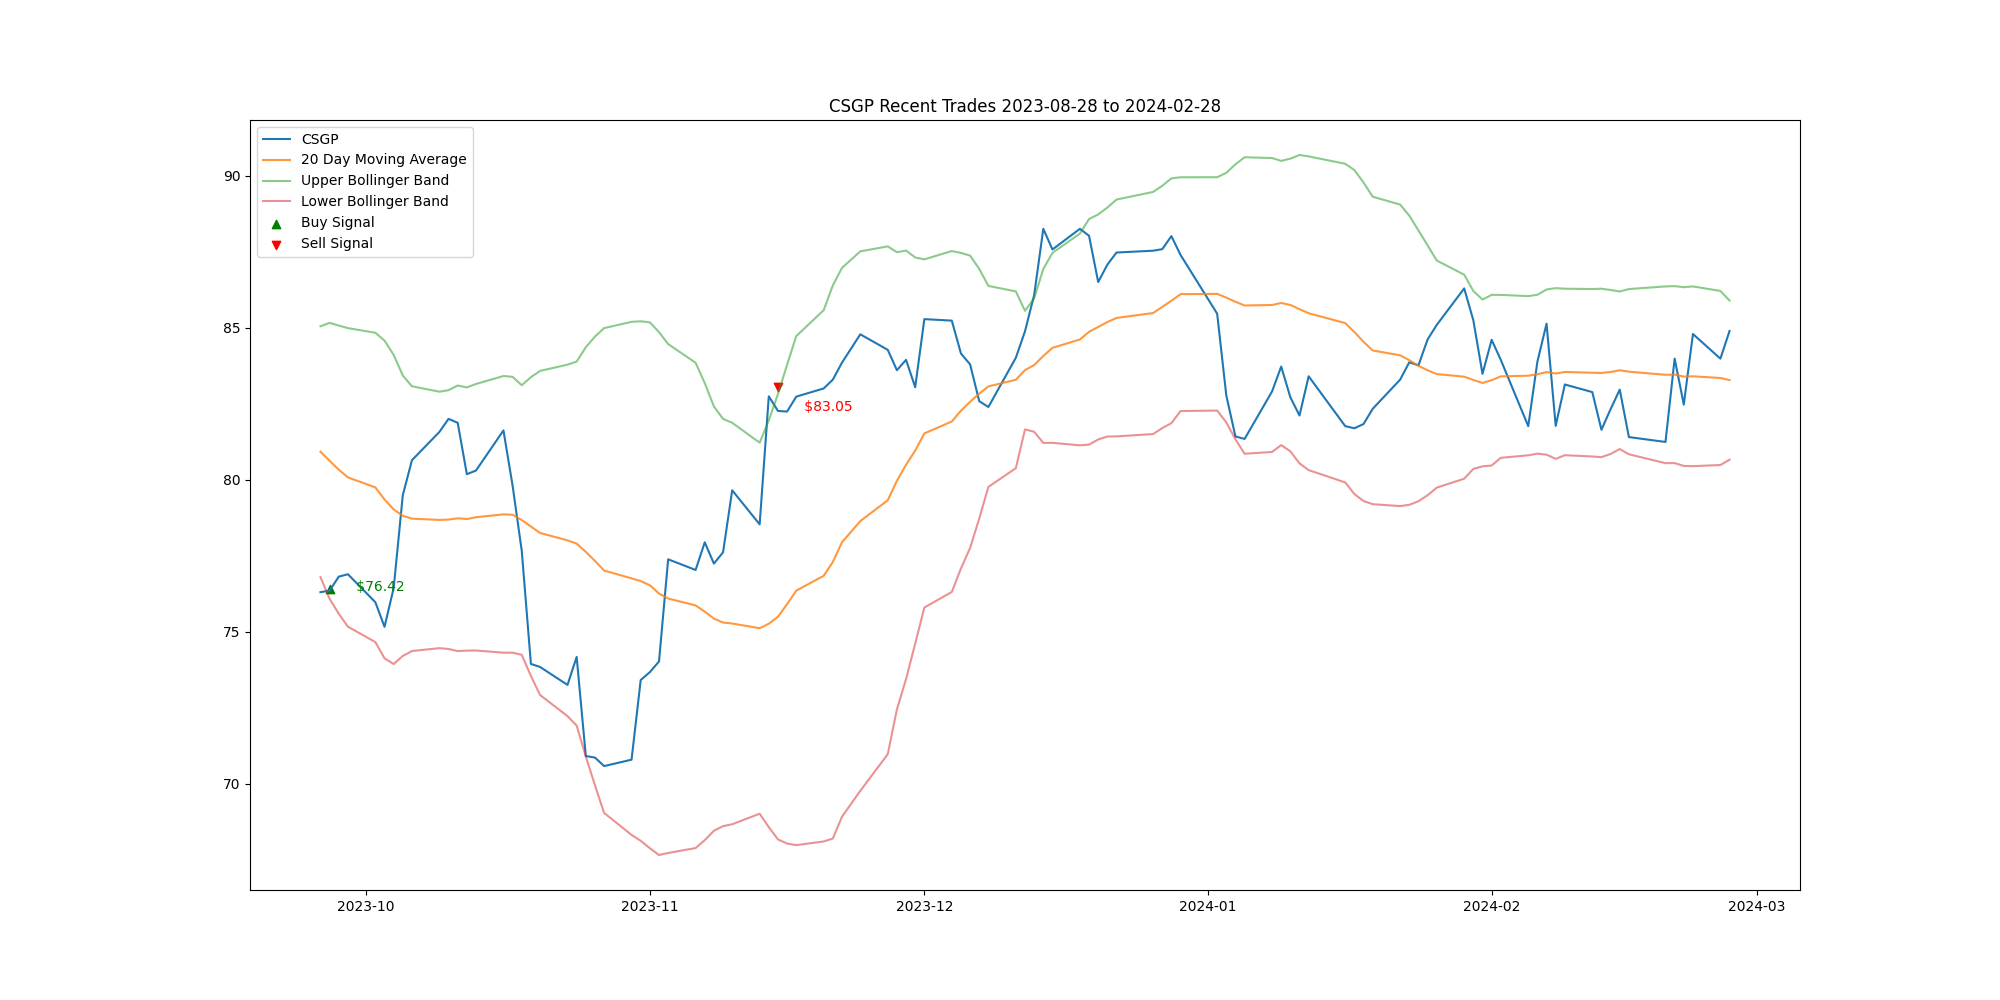 CSGP Recent Trades 2023-08-28 to 2024-02-28
CSGP
20 Day Moving Average
Upper Bollinger Band
Lower Bollinger Band
Buy Signal
Sell Signal
90
85
80
75
70
$83.05
$76.42
2023-10
2023-11
2023-12
2024-01
2024-02
2024-03